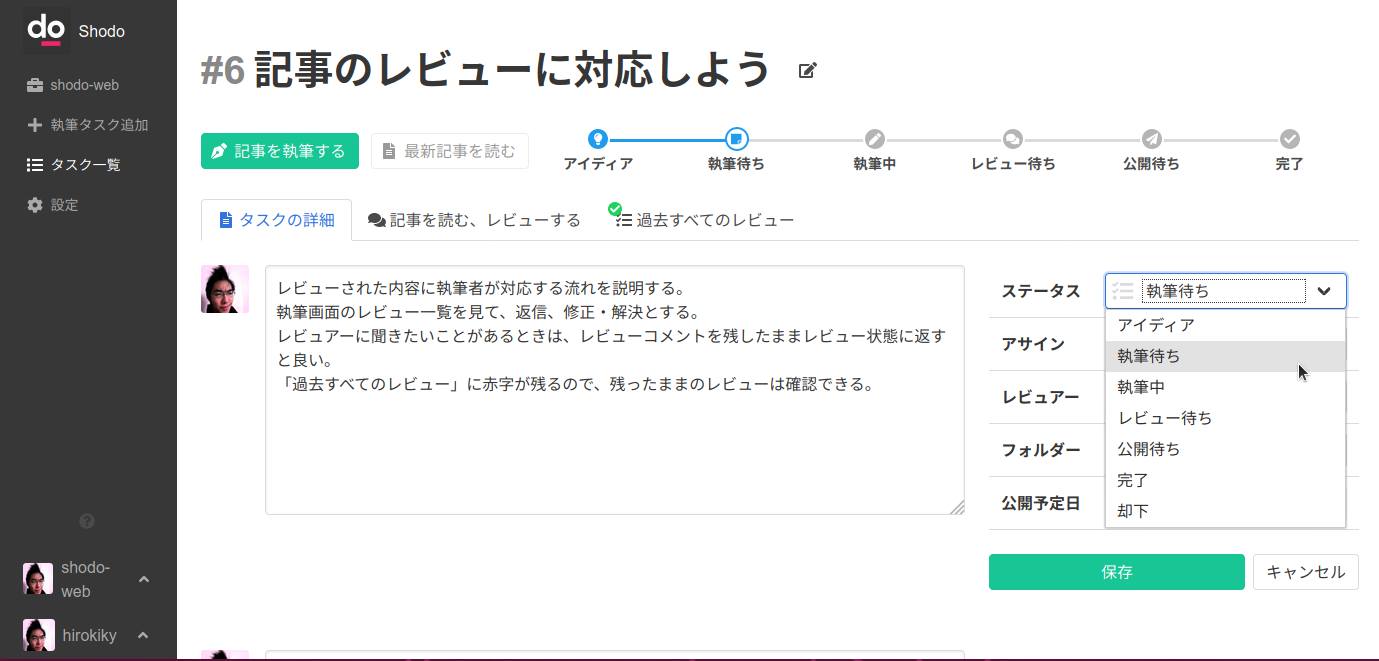 do Shodo
shodo-web
執筆タスク追加
タスク一覧
設定
shodo-
web
hirokiky
#6 記事のレビューに対応しよう
記事を執筆する
最新記事を読む
アイディア
執筆待ち
執筆中
レビュー待ち
公開待ち
完了
タスクの詳細
記事を読む、レビューする
過去すべてのレビュー
レビューされた内容に執筆者が対応する流れを説明する。
執筆画面のレビュー一覧を見て、返信、修正・解決とする。
レビュアーに聞きたいことがあるときは、レビューコメントを残したままレビュー状態に返す
と良い。
「過去すべてのレビュー」に赤字が残るので、残ったままのレビューは確認できる。
ステータス
執筆待ち
アイディア
執筆待ち
執筆中
レビュー待ち
公開待ち
完了
却下
アサイン
レビュアー
フォルダー
公開予定日
保存
キャンセル